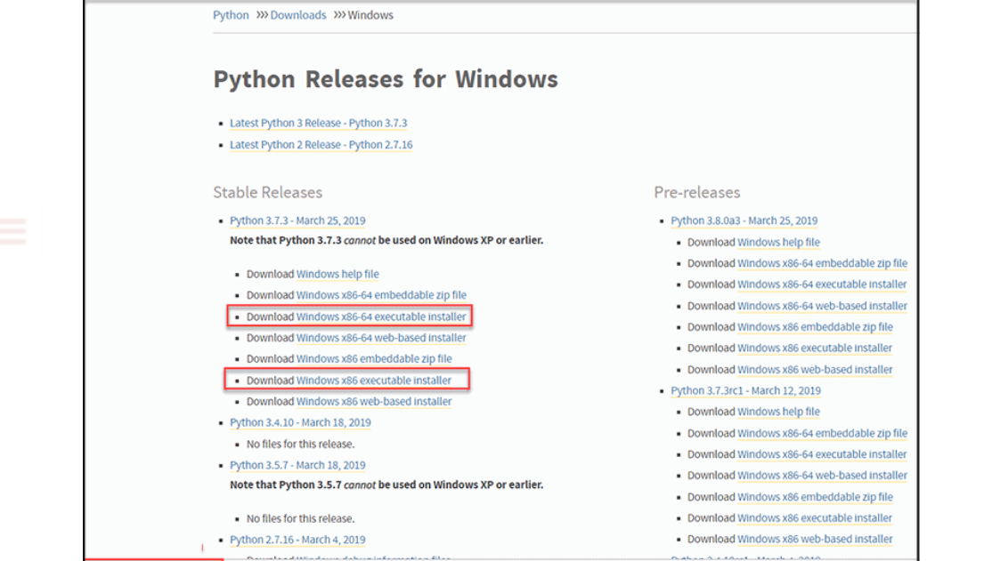 Python >>> Downloads >>> Windows
Python Releases for Windows
Latest Python 3 Release - Python 3.7.3
Latest Python 2 Release - Python 2.7.16
Stable Releases
Python 3.7.3 - March 25, 2019
Note that Python 3.7.3 cannot be used on Windows XP or earlier.
Download Windows help file
Download Windows x86-64 embeddable zip file
Download Windows x86-64 executable installer
Download Windows x86-64 web-based installer
Download Windows x86 embeddable zip file
Download Windows x86 executable installer
Download Windows x86 web-based installer
Python 3.4.10 - March 18, 2019
No files for this release.
Python 3.5.7 - March 18, 2019
Note that Python 3.5.7 cannot be used on Windows XP or earlier.
No files for this release.
Python 2.7.16 - March 4, 2019
Download Windows debug information files
Pre-releases
Python 3.8.0a3 - March 25, 2019
Download Windows help file
Download Windows x86-64 embeddable zip file
Download Windows x86-64 executable installer
Download Windows x86-64 web-based installer
Download Windows x86 embeddable zip file
Download Windows x86 executable installer
Download Windows x86 web-based installer
Python 3.7.3rc1 - March 12, 2019
Download Windows help file
Download Windows x86-64 embeddable zip file
Download Windows x86-64 executable installer
Download Windows x86-64 web-based installer
Download Windows x86 embeddable zip file
Download Windows x86 executable installer
Download Windows x86 web-based installer